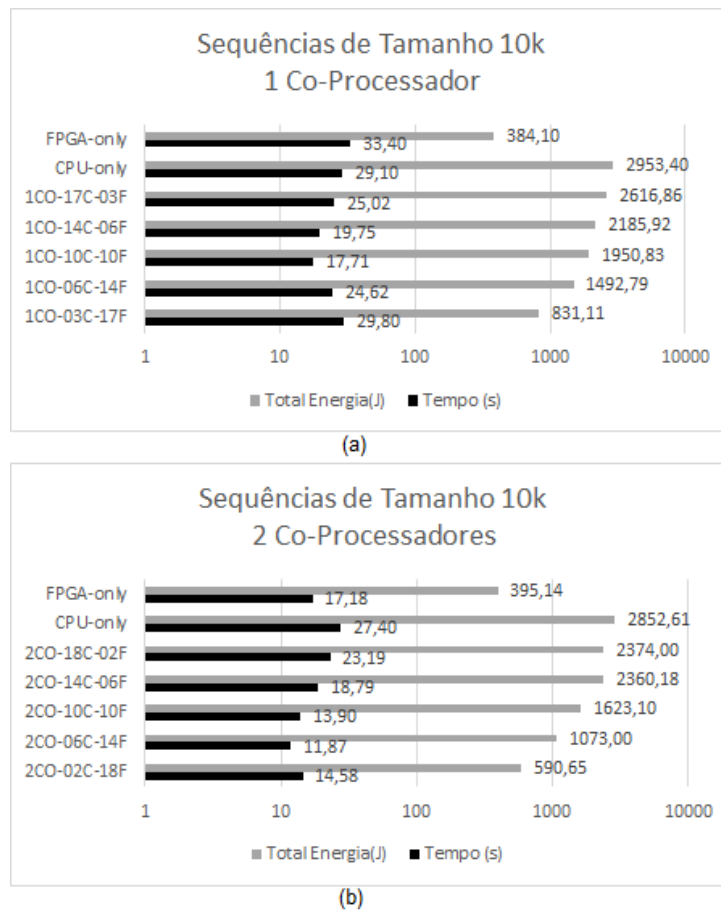 Sequências de Tamanho 10k
1 Co-Processador
FPGA-only
384,10
33,40
CPU-only
2953,40
29,10
1CO-17C-03F
2616,86
25,02
1CO-14C-06F
2185,92
19,75
1CO-10C-10F
1950,83
17,71
1CO-06C-14F
1492,79
24,62
1CO-03C-17F
831,11
29,80
1 10 100 1000 10000
Total Energia(J) Tempo (s)
(a)
Sequências de Tamanho 10k
2 Co-Processadores
FPGA-only
395,14
17,18
CPU-only
2852,61
27,40
2CO-18C-02F
2374,00
23,19
2CO-14C-06F
2360,18
18,79
2CO-10C-10F
1623,10
13,90
2CO-06C-14F
1073,00
11,87
2CO-02C-18F
590,65
14,58
1 10 100 1000 10000
Total Energia(J) Tempo (s)
(b)